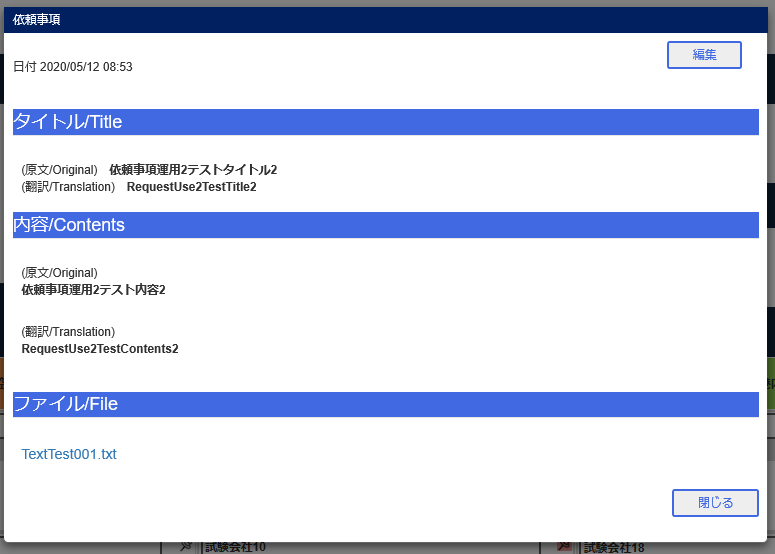 依頼事項
編集
日付 2020/05/12 08:53
タイトル/Title
(原文/Original) 依頼事項運用2テストタイトル2
(翻訳/Translation) RequestUse2TestTitle2
内容/Contents
(原文/Original)
依頼事項運用2テスト内容2
(翻訳/Translation)
RequestUse2TestContents2
ファイル/File
TextTest001.txt
閉じる
試験会社10
試験会社18